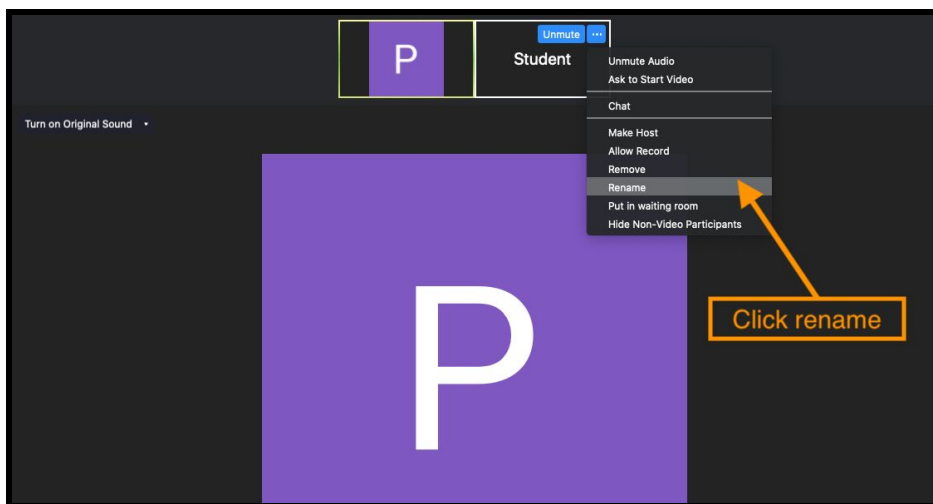 P
Unmute ...
Student
Unmute Audio
Ask to Start Video
Chat
Make Host
Allow Record
Remove
Rename
Put in waiting room
Hide Non-Video Participants
Turn on Original Sound
P
Click rename